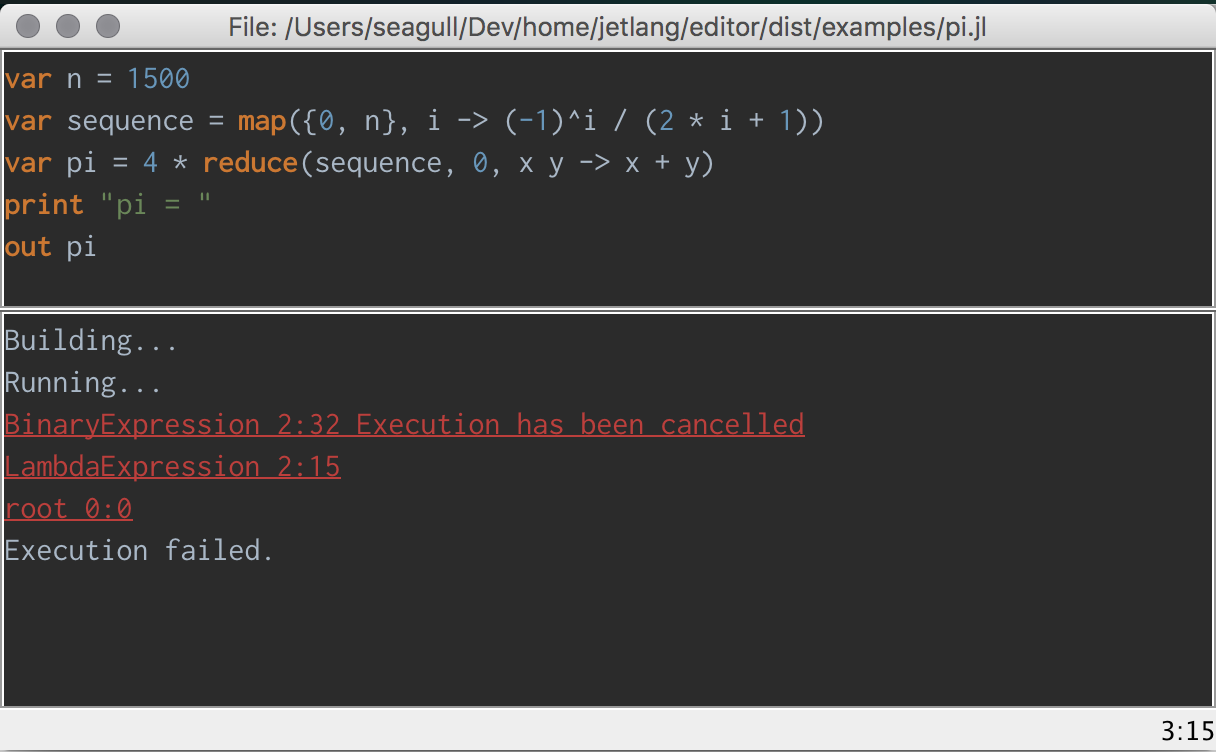 File: /Users/seagull/Dev/home/jetlang/editor/dist/examples/pi.jl
var n = 1500
var sequence = map({0, n}, i -> (-1)^i / (2 * i + 1))
var pi = 4 * reduce(sequence, 0, x y -> x + y)
print "pi = "
out pi
Building...
Running...
BinaryExpression 2:32 Execution has been cancelled
LambdaExpression 2:15
root 0:0
Execution failed.
3:15